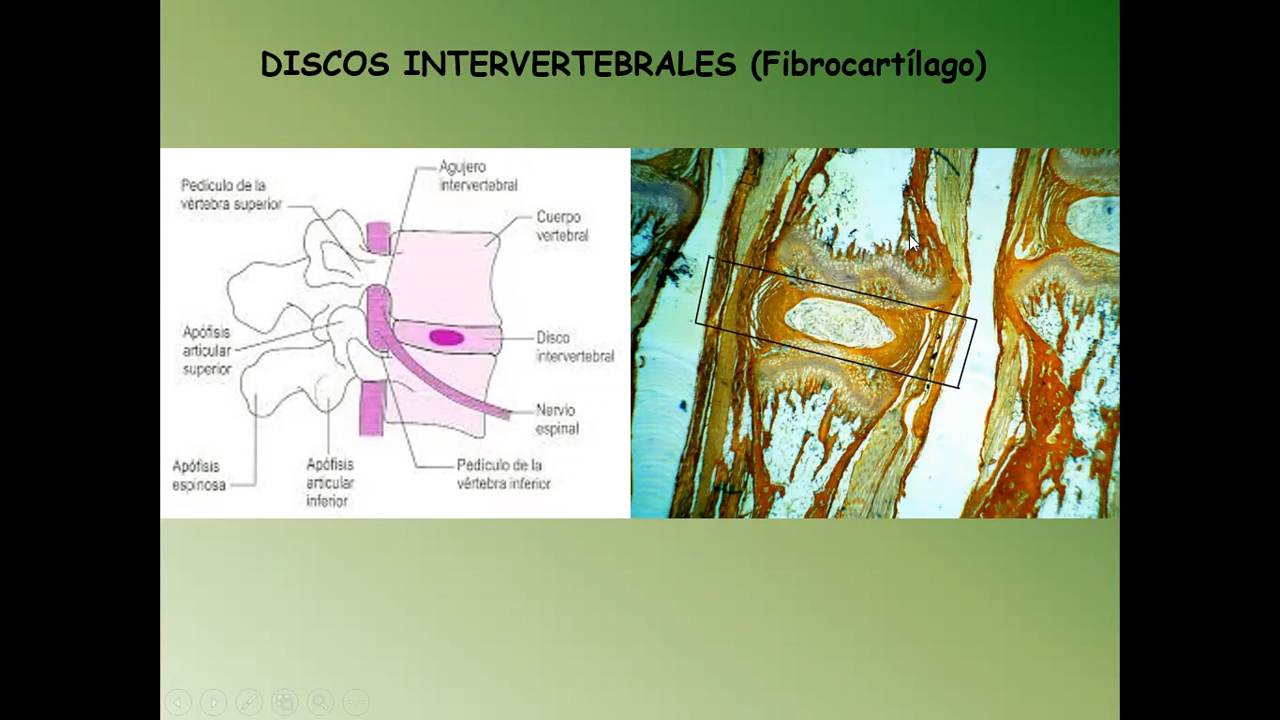 DISCOS INTERVERTEBRALES (Fibrocartílago)
Agujero
intervertebral
Pedículo de la
vértebra superior
Cuerpo
vertebral
Apófisis
articular
superior
Disco
intervertebral
Nervio
espinal
Apófisis
espinosa
Apófisis
articular
inferior
Pedículo de la
vértebra inferior